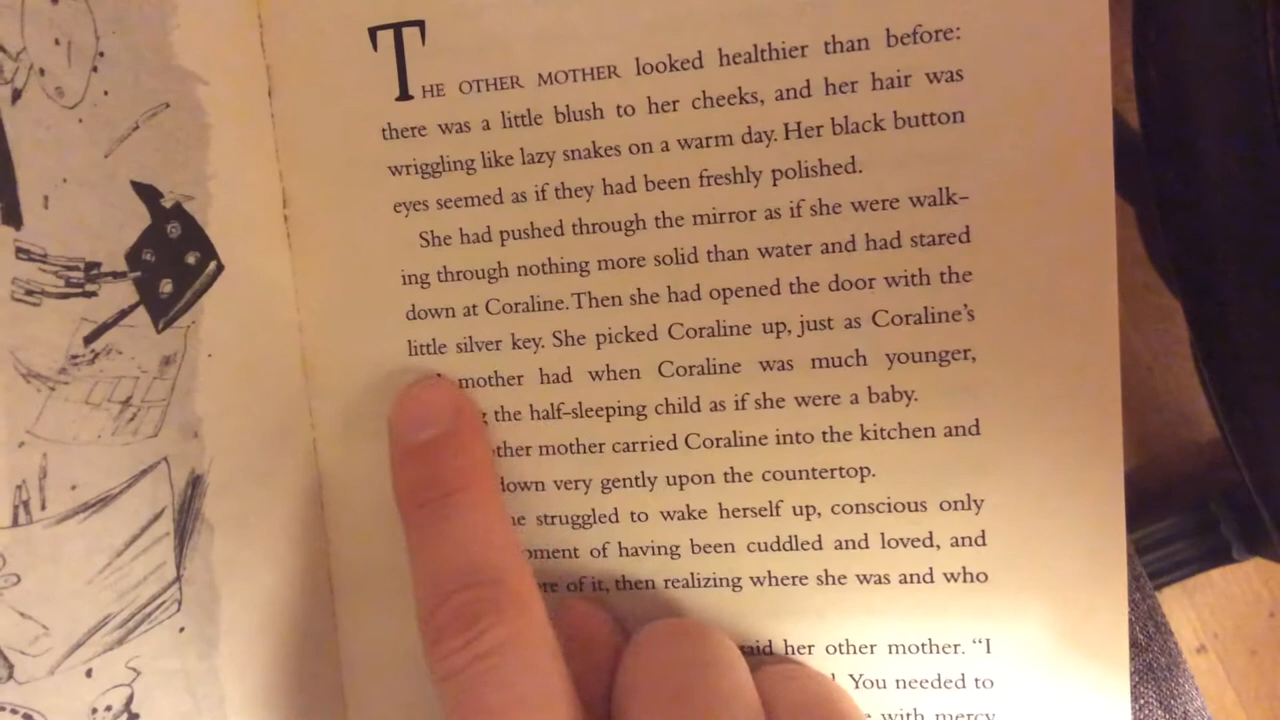 THE OTHER MOTHER looked healthier than before:
there was a little blush to her cheeks, and her hair was
wriggling like lazy snakes on a warm day. Her black button
eyes seemed as if they had been freshly polished.
She had pushed through the mirror as if she were walk-
ing through nothing more solid than water and had stared
down at Coraline. Then she had opened the door with the
little silver key. She picked Coraline up, just as Coraline's
mother had when Coraline was much younger,
the half-sleeping child as if she were a baby.
other mother carried Coraline into the kitchen and
down very gently upon the countertop.
struggled to wake herself up, conscious only
moment of having been cuddled and loved, and
of it, then realizing where she was and who
said her other mother. “I
You needed to
with mercy